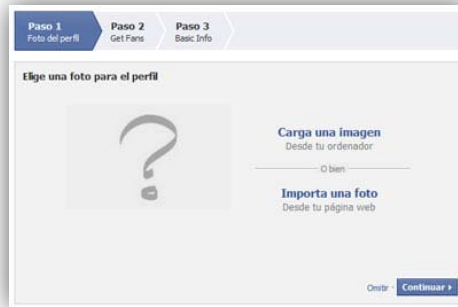 Paso 1
Foto del perfil
Paso 2
Get Fans
Paso 3
Basic Info
Elige una foto para el perfil
?
Carga una imagen
Desde tu ordenador
O bien
Importa una foto
Desde tu página web
Omitir · Continuar ›